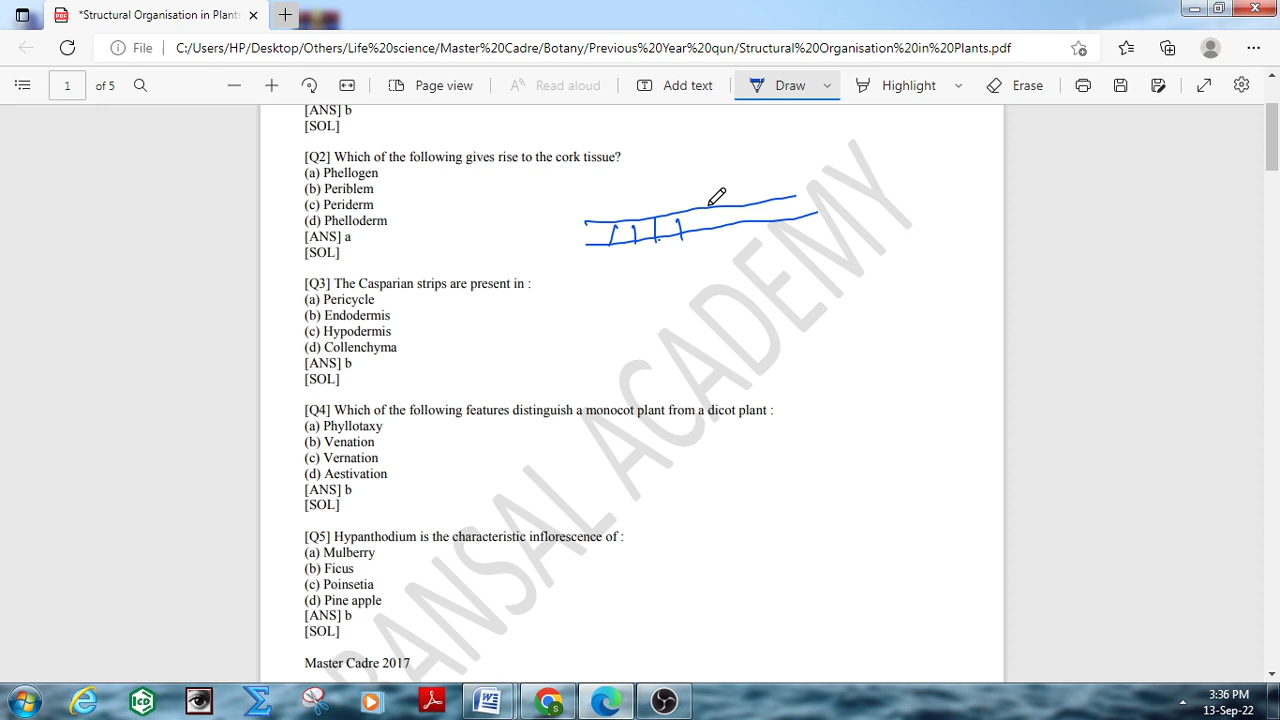 *Structural Organisation in Plants
File
C:/Users/HP/Desktop/Others/Life%20science/Master%20Cadre/Botany/Previous%20Year%20qun/Structural%20Organisation%20in%20Plants.pdf
1 of 5
Page view
Read aloud
Add text
Draw
Highlight
Erase
[ANS] b
[SOL]
[Q2] Which of the following gives rise to the cork tissue?
(a) Phellogen
(b) Periblem
(c) Periderm
(d) Phelloderm
[ANS] a
[SOL]
[Q3] The Casparian strips are present in :
(a) Pericycle
(b) Endodermis
(c) Hypodermis
(d) Collenchyma
[ANS] b
[SOL]
[Q4] Which of the following features distinguish a monocot plant from a dicot plant :
(a) Phyllotaxy
(b) Venation
(c) Vernation
(d) Aestivation
[ANS] b
[SOL]
[Q5] Hypanthodium is the characteristic inflorescence of :
(a) Mulberry
(b) Ficus
(c) Poinsetia
(d) Pine apple
[ANS] b
[SOL]
Master Cadre 2017
BANSAL ACADEMY
3:36 PM
13-Sep-22